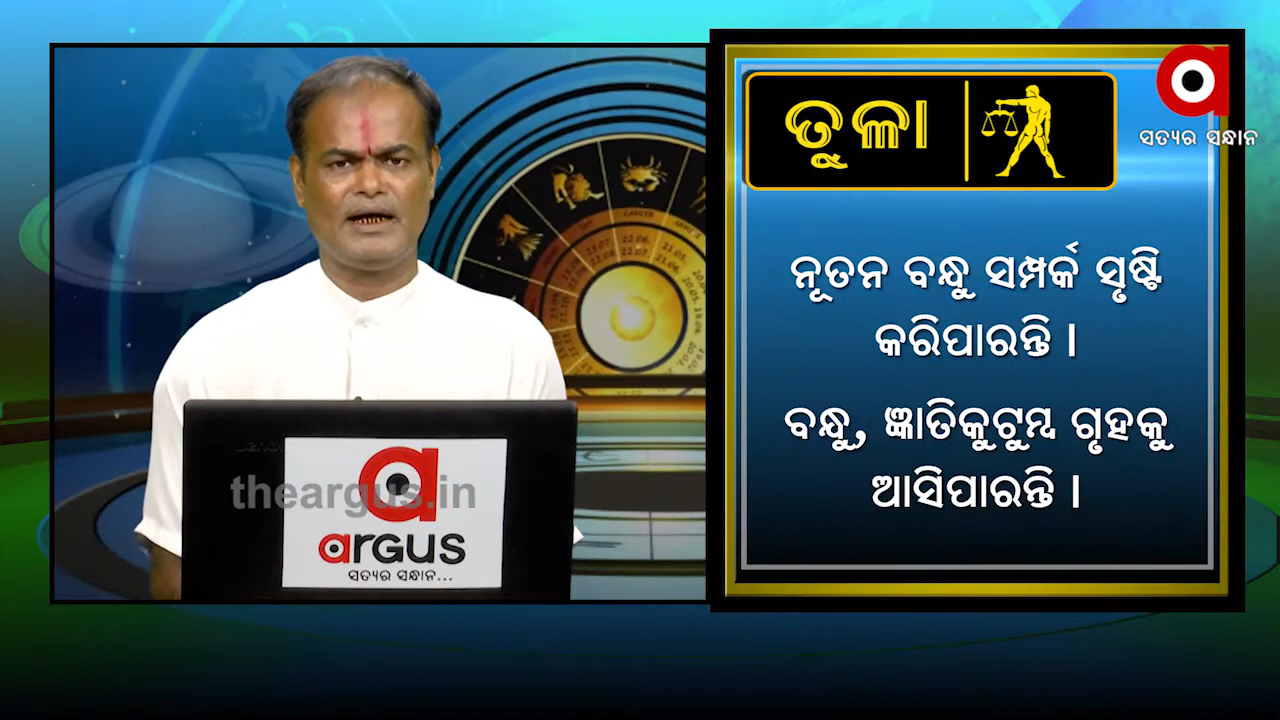 ତୁଳା
ସତ୍ୟର ସନ୍ଧାନ
ନୂତନ ବନ୍ଧୁ ସମ୍ପର୍କ ସୃଷ୍ଟି
କରିପାରନ୍ତି ।
ବନ୍ଧୁ, ଜ୍ଞାତିକୁଟୁମ୍ବ ଗୃହକୁ
ଆସିପାରନ୍ତି ।
CANCER
theargus.in
argus
ସତ୍ୟର ସନ୍ଧାନ...